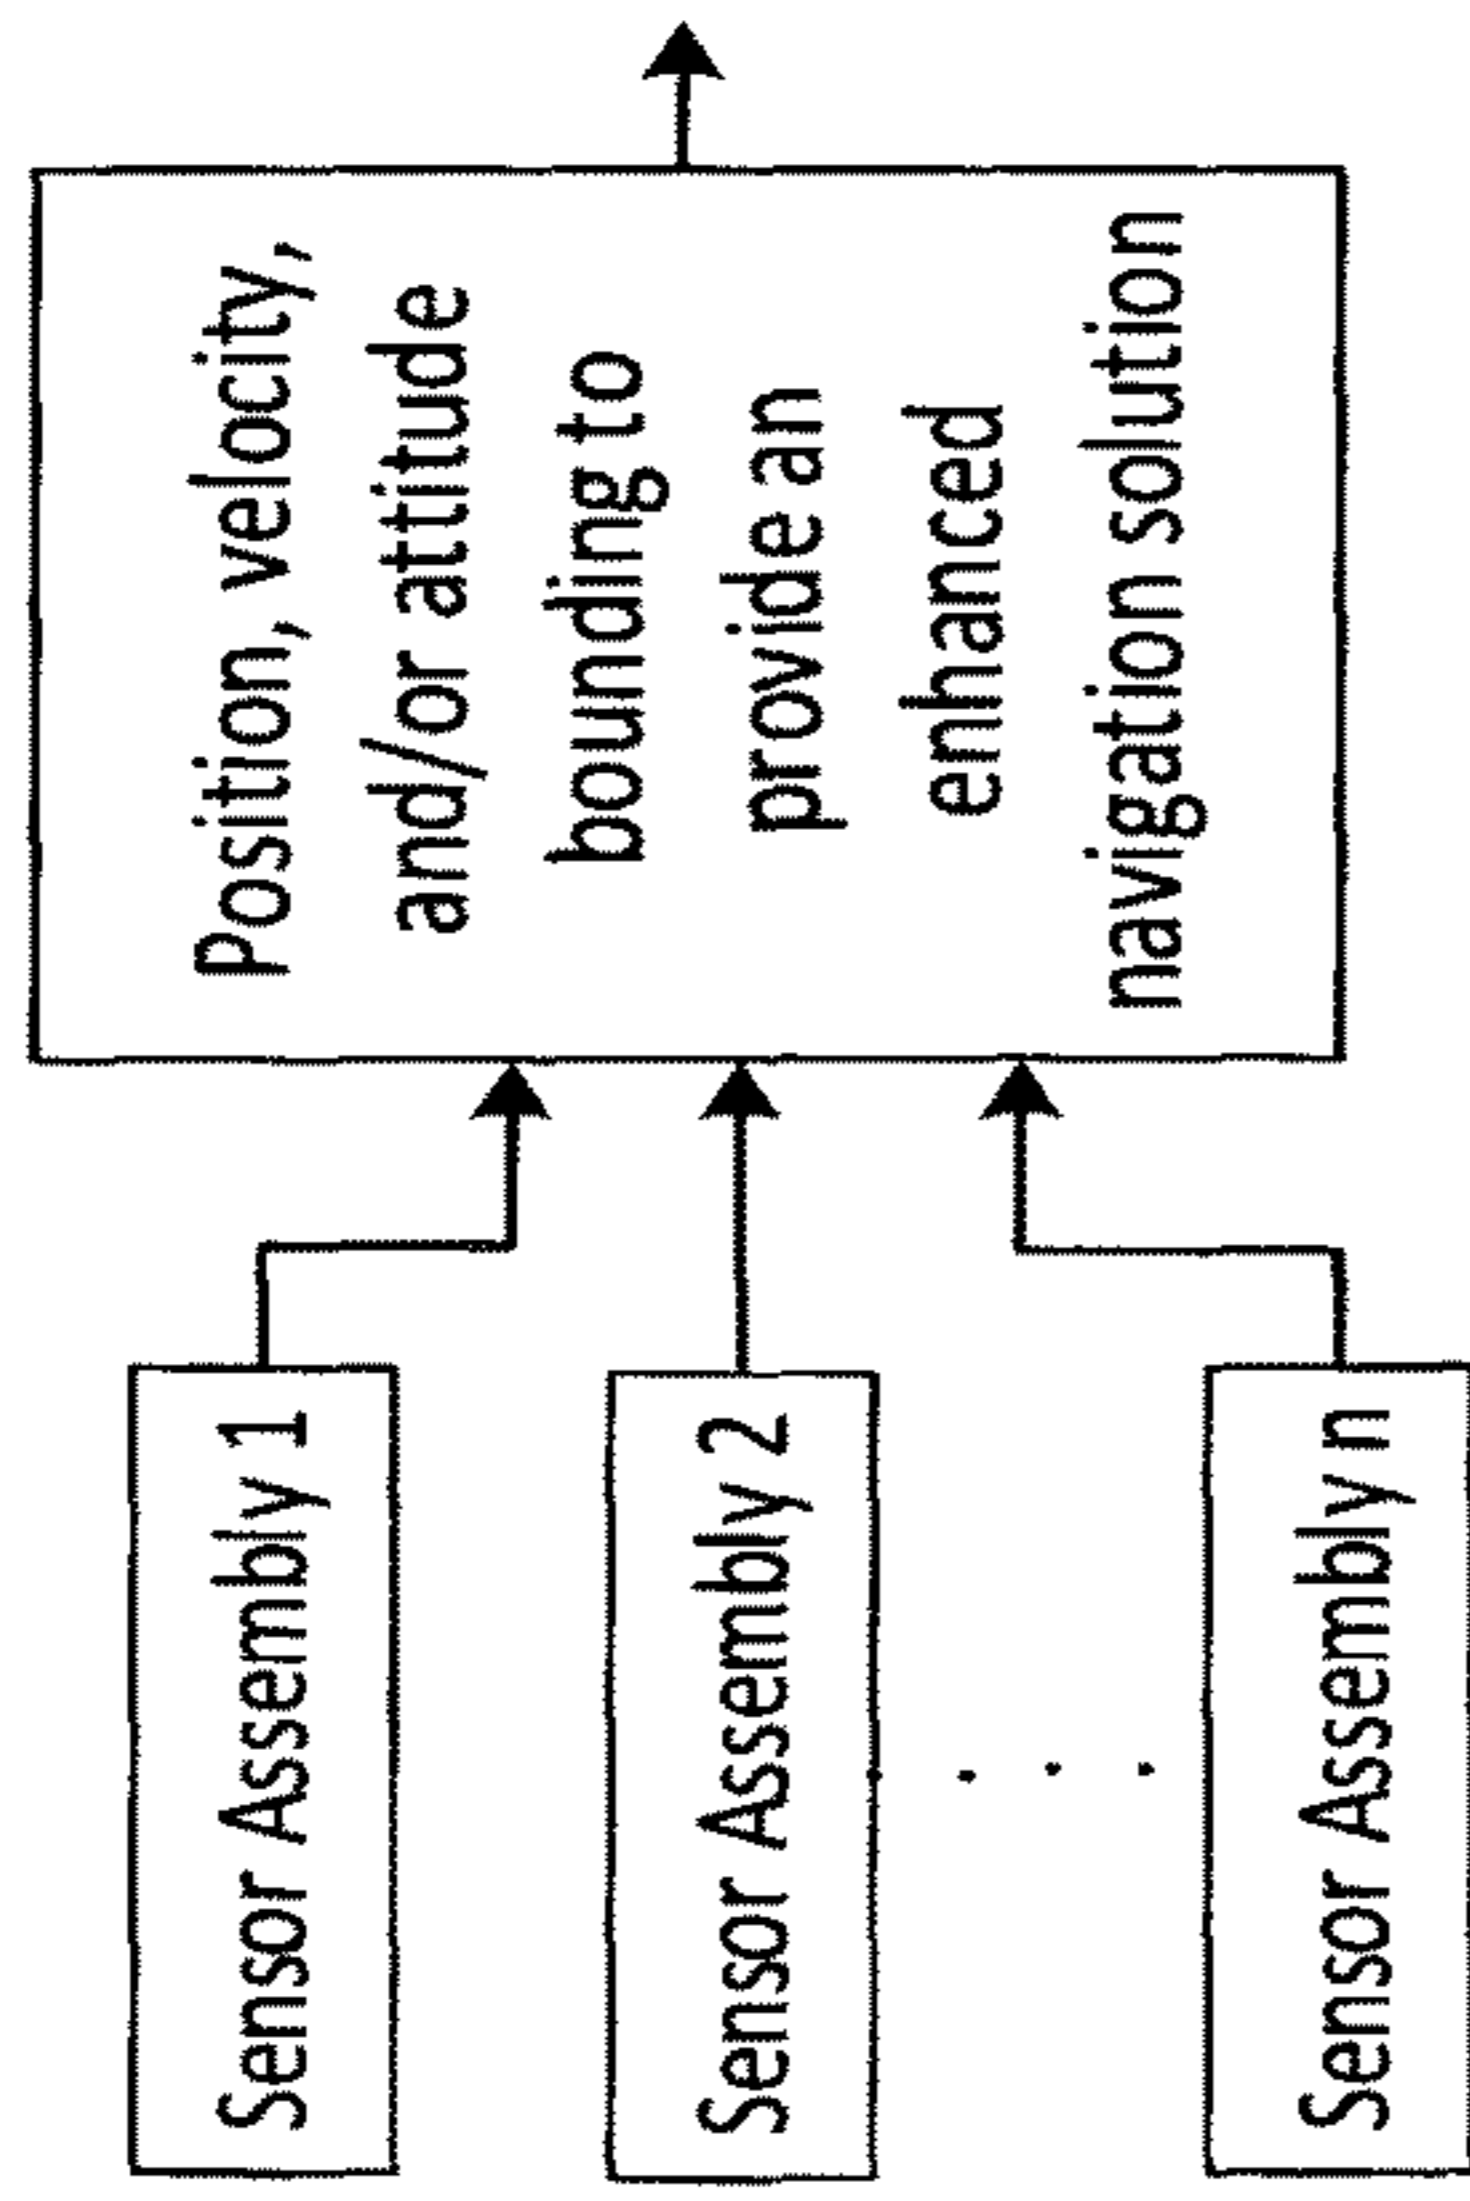 Sensor Assembly 1
Sensor Assembly 2
Sensor Assembly n
Position, velocity,
and/or attitude
bounding to
provide an
enhanced
navigation solution